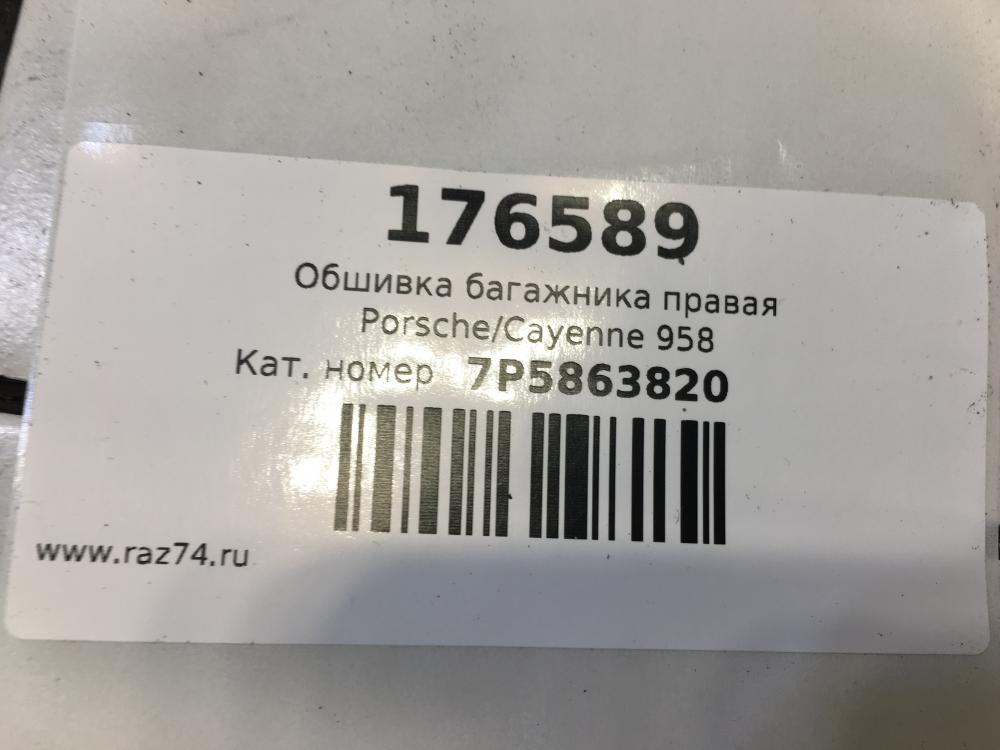 176589
Обшивка багажника правая
Porsche/Cayenne 958
Кат. номер 7P5863820
www.raz74.ru